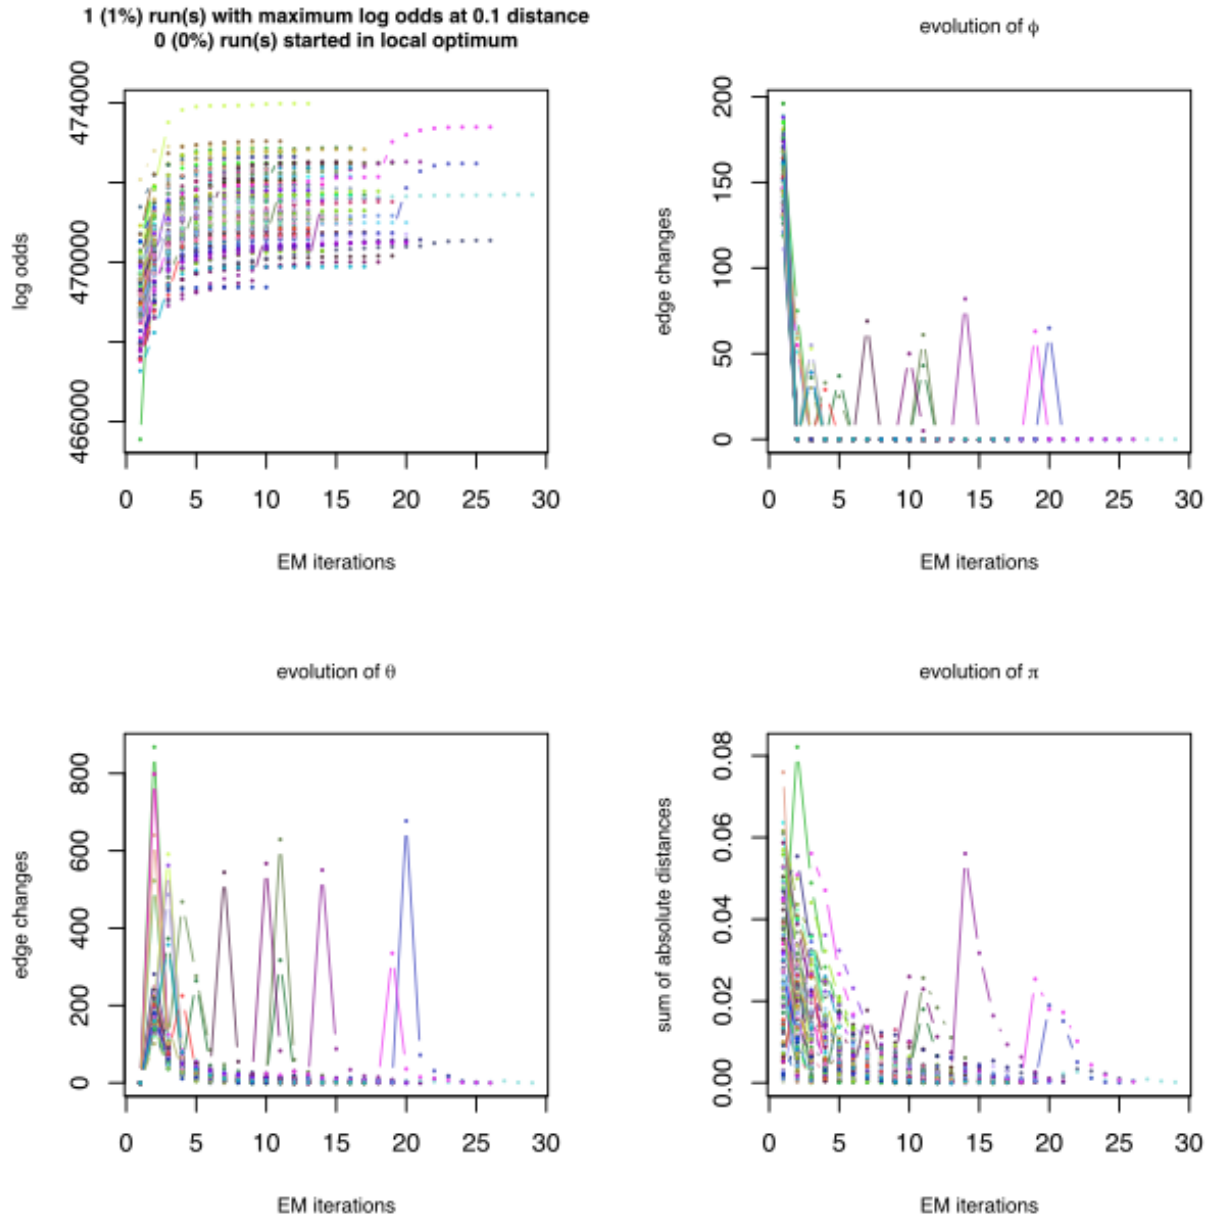 1 (1%) run(s) with maximum log odds at 0.1 distance
0 (0%) run(s) started in local optimum
log odds
474000
470000
466000
0 5 10 15 20 25 30
EM iterations
evolution of ϕ
edge changes
200
150
100
50
0
0 5 10 15 20 25 30
EM iterations
evolution of θ
edge changes
800
600
400
200
0
0 5 10 15 20 25 30
EM iterations
evolution of π
sum of absolute distances
0.08
0.06
0.04
0.02
0.00
0 5 10 15 20 25 30
EM iterations